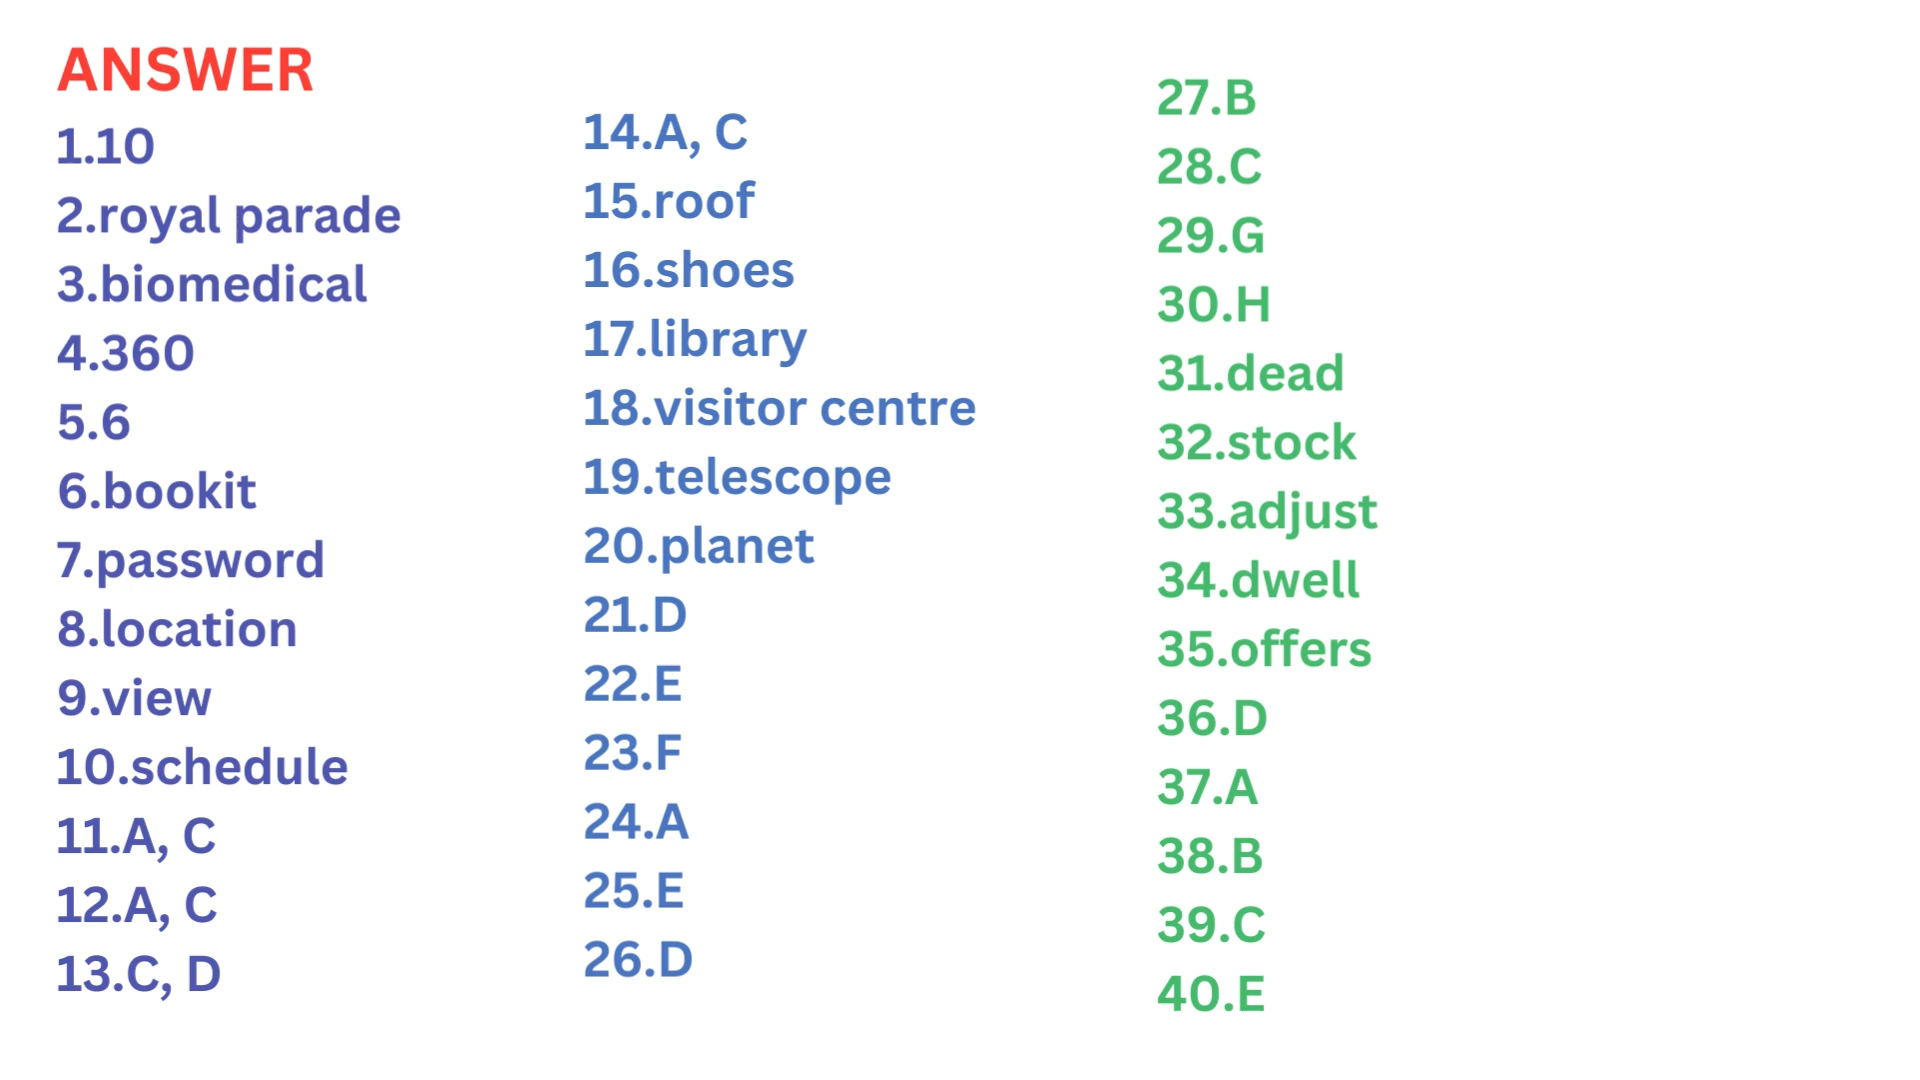 ANSWER
1.10
2.royal parade
3.biomedical
4.360
5.6
6.bookit
7.password
8.location
9.view
10.schedule
11.A, C
12.A, C
13.C, D
14.A, C
15.roof
16.shoes
17.library
18.visitor centre
19.telescope
20.planet
21.D
22.E
23.F
24.A
25.E
26.D
27.B
28.C
29.G
30.H
31.dead
32.stock
33.adjust
34.dwell
35.offers
36.D
37.A
38.B
39.C
40.E